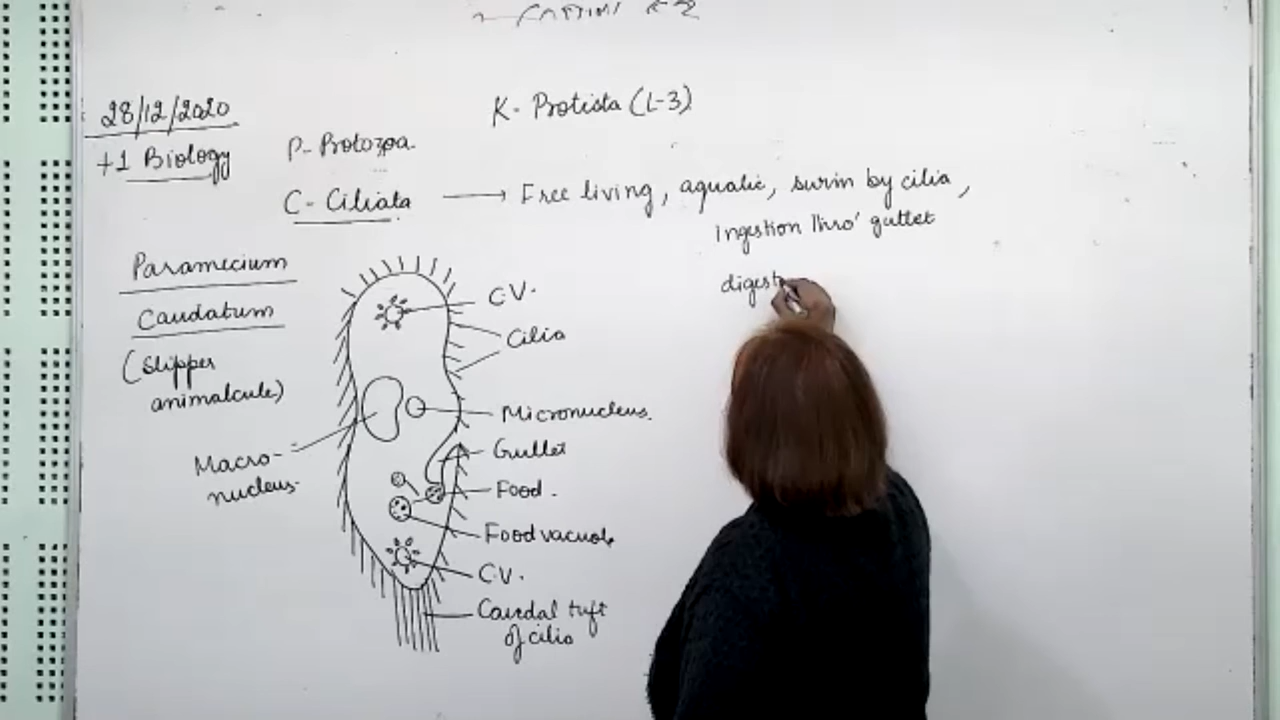 28/12/2020
+1 Biology
K- Protista (L-3)
P- Protozoa.
C- Ciliata → Free living, aquatic, swim by cilia,
Ingestion thro' gullet
digest
Paramecium
Caudatum
(Slipper
animalcule)
C.V.
Cilia
Micronucleus.
Macro-
nucleus.
Gullet
Food.
Food vacuole
C.V.
Caudal tuft
of cilia